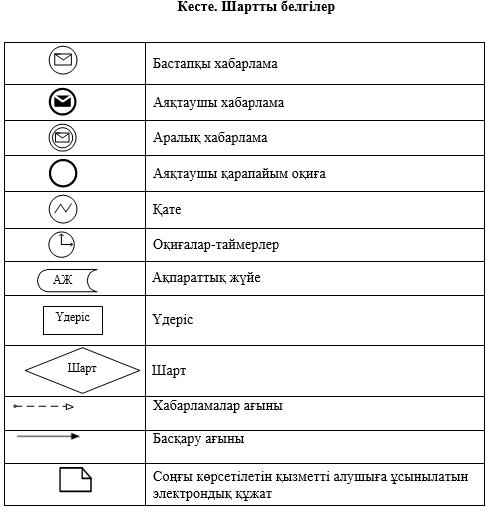 Кесте. Шартты белгілер
Бастапқы хабарлама
Аяқтаушы хабарлама
Аралық хабарлама
Аяқтаушы қарапайым оқиға
Қате
Оқиғалар-таймерлер
АЖ Ақпараттық жүйе
Үдеріс Үдеріс
Шарт Шарт
Хабарламалар ағыны
Басқару ағыны
Соңғы көрсетілетін қызметті алушыға ұсынылатын
электрондық құжат